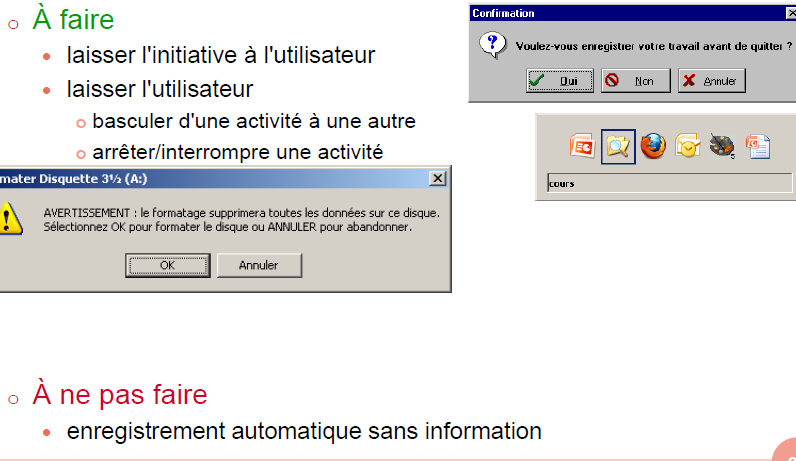 À faire
laisser l'initiative à l'utilisateur
laisser l'utilisateur
basculer d'une activité à une autre
arrêter/interrompre une activité
Confirmation
Voulez-vous enregistrer votre travail avant de quitter ?
Oui Non Annuler
cours
mater Disquette 3½ (A:)
AVERTISSEMENT : le formatage supprimera toutes les données sur ce disque.
Sélectionnez OK pour formater le disque ou ANNULER pour abandonner.
OK Annuler
À ne pas faire
enregistrement automatique sans information